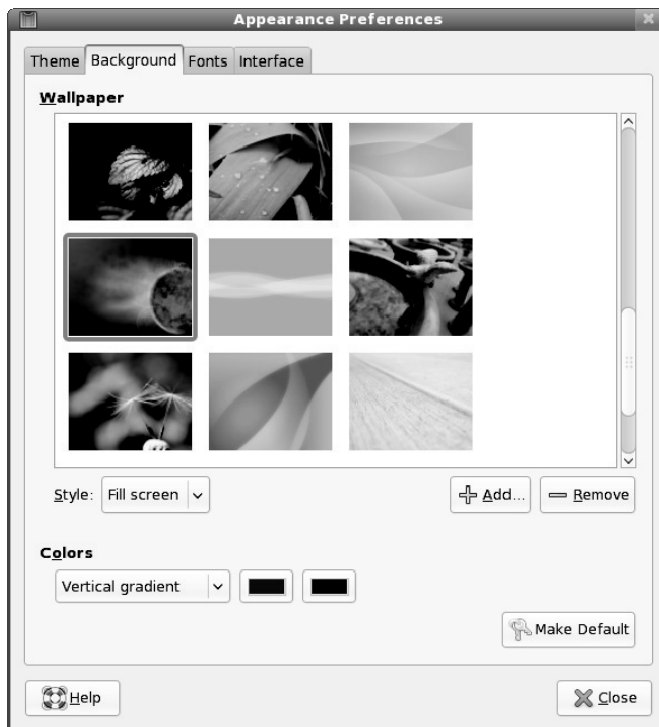 Appearance Preferences
Theme Background Fonts Interface
Wallpaper
Style: Fill screen Add... Remove
Colors
Vertical gradient
Make Default
Help Close